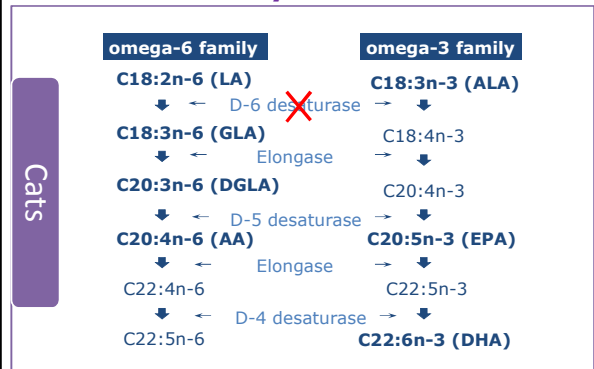 omega-6 family omega-3 family
C18:2n-6 (LA) C18:3n-3 (ALA)
D-6 desaturase
C18:3n-6 (GLA) C18:4n-3
Elongase
C20:3n-6 (DGLA) C20:4n-3
D-5 desaturase
C20:4n-6 (AA) C20:5n-3 (EPA)
Elongase
C22:4n-6 C22:5n-3
D-4 desaturase
C22:5n-6 C22:6n-3 (DHA)
Cats